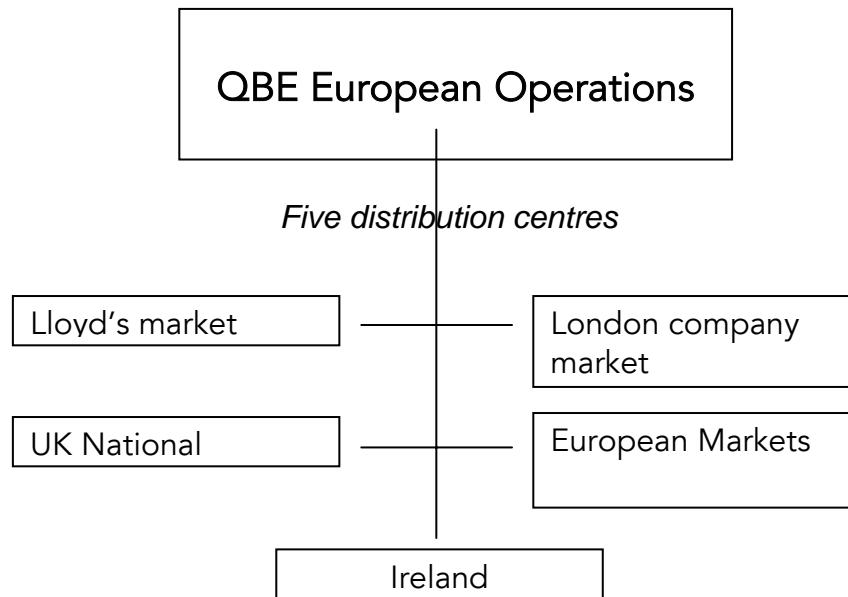 QBE European Operations
Five distribution centres
Lloyd's market
London company
market
UK National
European Markets
Ireland